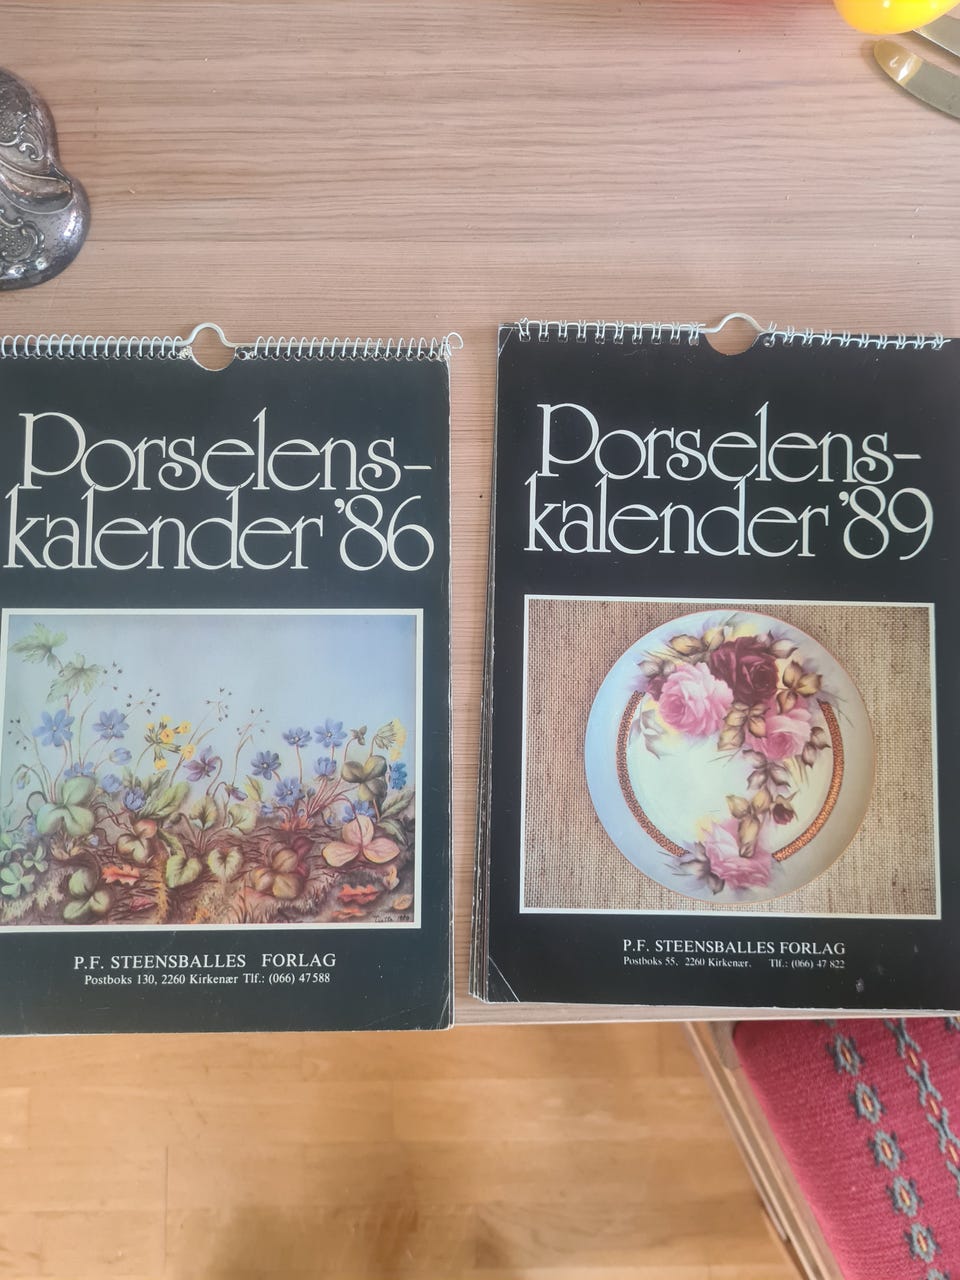 Porselens-
kalender '86
P.F. STEENSBALLES FORLAG
Postboks 130, 2260 Kirkenær Tlf.: (066) 47588
Porselens-
kalender '89
P.F. STEENSBALLES FORLAG
Postboks 55, 2260 Kirkenær. Tlf.: (066) 47 822